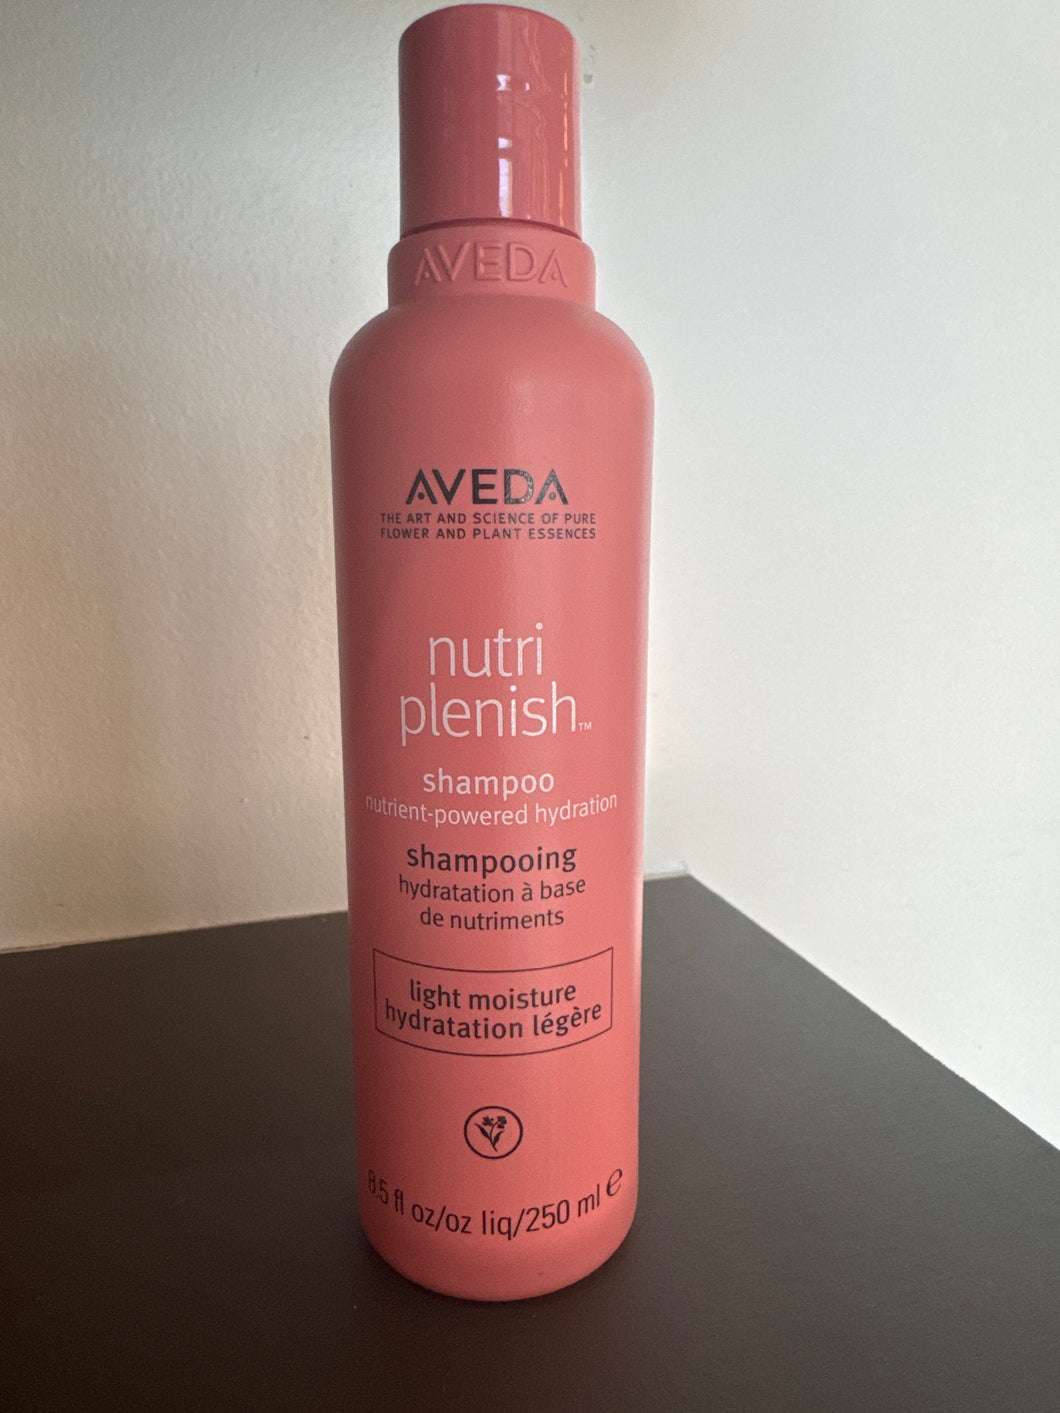 AVEDA
AVEDA
THE ART AND SCIENCE OF PURE
FLOWER AND PLANT ESSENCES
nutri
plenish™
shampoo
nutrient-powered hydration
shampooing
hydratation à base
de nutriments
light moisture
hydratation légère
8.5 fl oz/oz liq/250 ml ℮